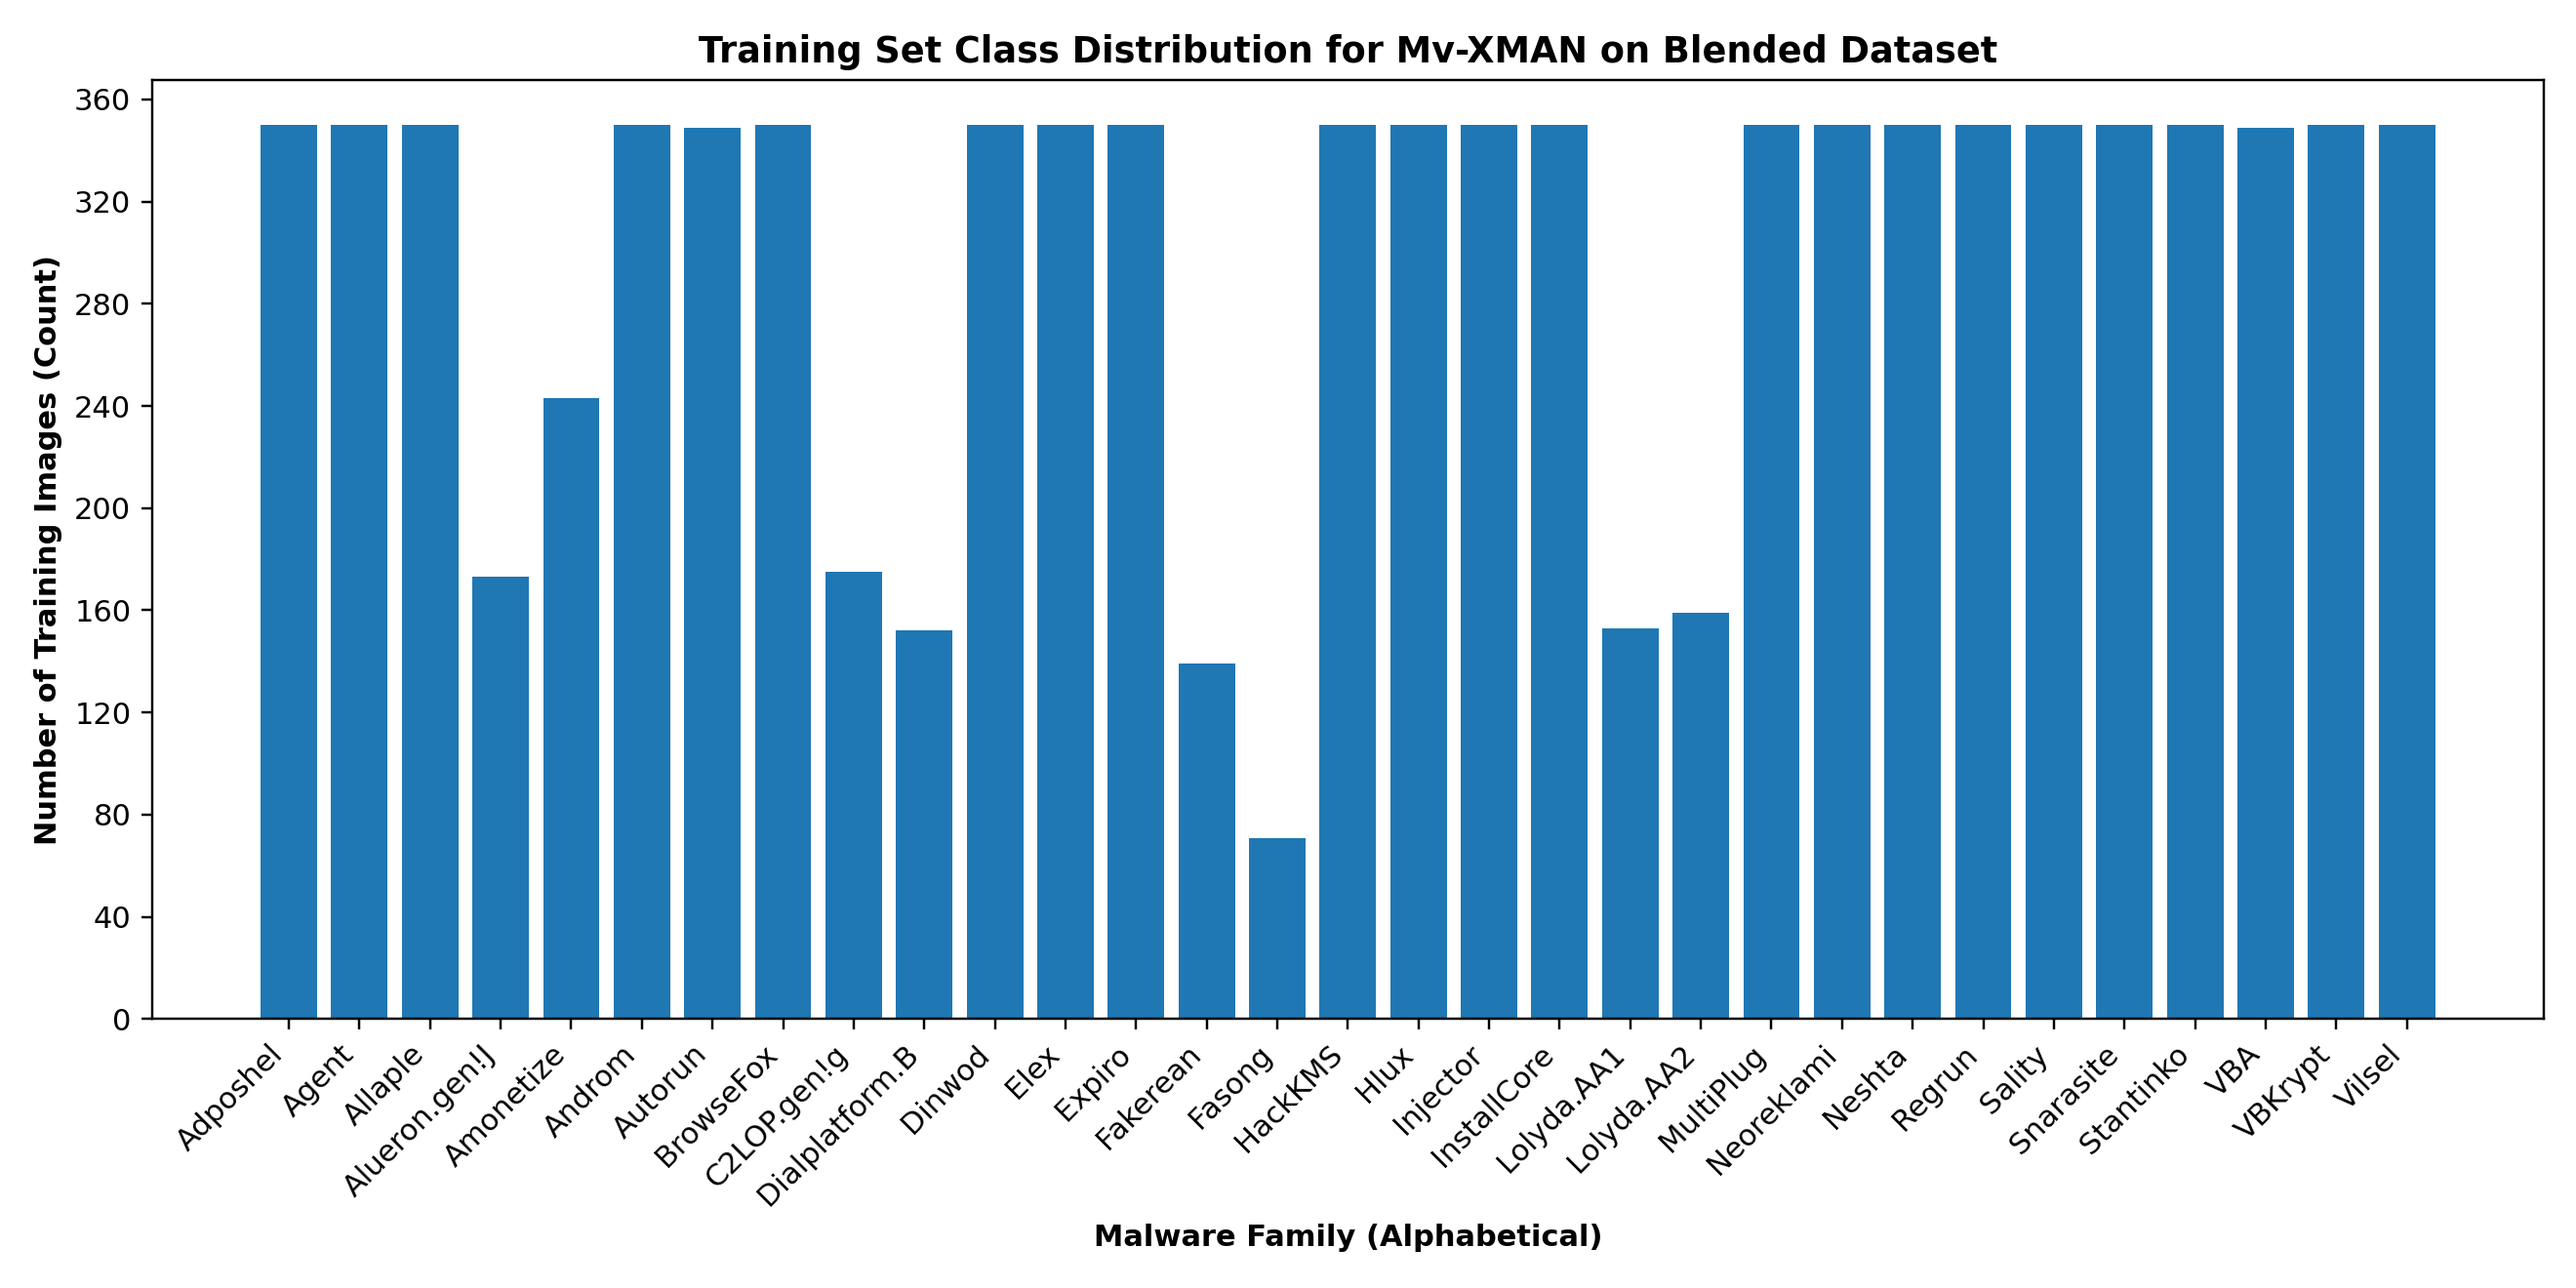 Training Set Class Distribution for Mv-XMAN on Blended Dataset
Number of Training Images (Count)
360
320
280
240
200
160
120
80
40
0
Adposhel
Agent
Allaple
Alueron.gen!J
Amonetize
Androm
Autorun
BrowseFox
C2LOP.gen!g
Dialplatform.B
Dinwod
Elex
Expiro
Fakerean
Fasong
HackKMS
Hlux
Injector
InstallCore
Lolyda.AA1
Lolyda.AA2
MultiPlug
Neoreklami
Neshta
Regrun
Sality
Snarasite
Stantinko
VBA
VBKrypt
Vilsel
Malware Family (Alphabetical)